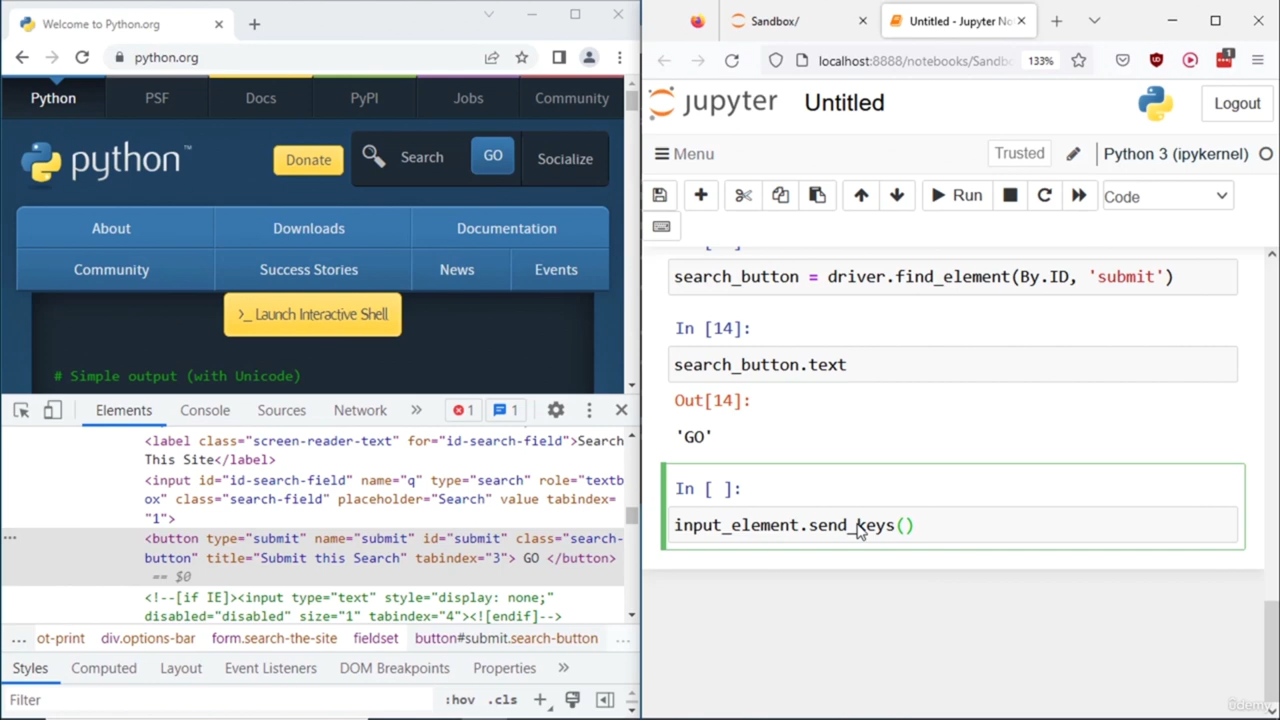 Welcome to Python.org
python.org
Python
PSF
Docs
PyPI
Jobs
Community
python™
Donate
Search
GO
Socialize
About
Downloads
Documentation
Community
Success Stories
News
Events
>_ Launch Interactive Shell
# Simple output (with Unicode)
Elements
Console
Sources
Network
»
1
1
<label class="screen-reader-text" for="id-search-field">Search
This Site</label>
<input id="id-search-field" name="q" type="search" role="textb
ox" class="search-field" placeholder="Search" value tabindex=
"1">
<button type="submit" name="submit" id="submit" class="search-
button" title="Submit this Search" tabindex="3"> GO </button>
== $0
<!--[if IE]><input type="text" style="display: none;"
disabled="disabled" size="1" tabindex="4"><![endif]-->
... ot-print div.options-bar form.search-the-site fieldset button#submit.search-button ...
Styles
Computed
Layout
Event Listeners
DOM Breakpoints
Properties
»
Filter
:hov .cls +
Sandbox/
Untitled - Jupyter No
localhost:8888/notebooks/Sandbo
133%
1
jupyter
Untitled
Logout
Menu
Trusted
Python 3 (ipykernel)
Run
Code
search_button = driver.find_element(By.ID, 'submit')
In [14]:
search_button.text
Out[14]:
'GO'
In [ ]:
input_element.send_keys()
ûdemy